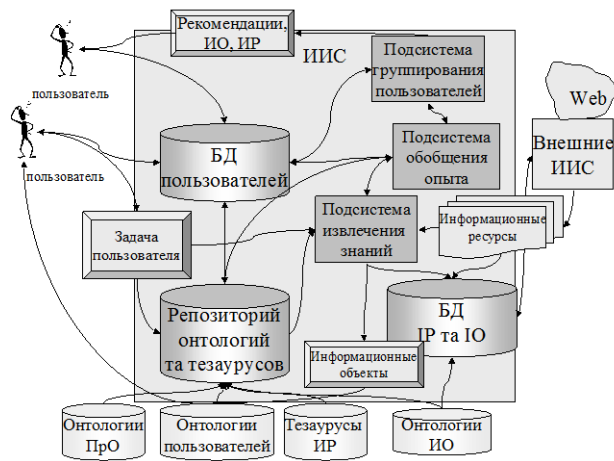 Рекомендации,
ИО, ИР
ИИС
Подсистема
группирования
пользователей
Web
Внешние
ИИС
пользователь
пользователь
БД
пользователей
Подсистема
обобщения
опыта
Задача
пользователя
Подсистема
извлечения
знаний
Информационные
ресурсы
Репозиторий
онтологий
та тезаурусов
БД
ІР та ІО
Информационные
объекты
Онтологии
ПрО
Онтологии
пользователей
Тезаурусы
ИР
Онтологии
ИО